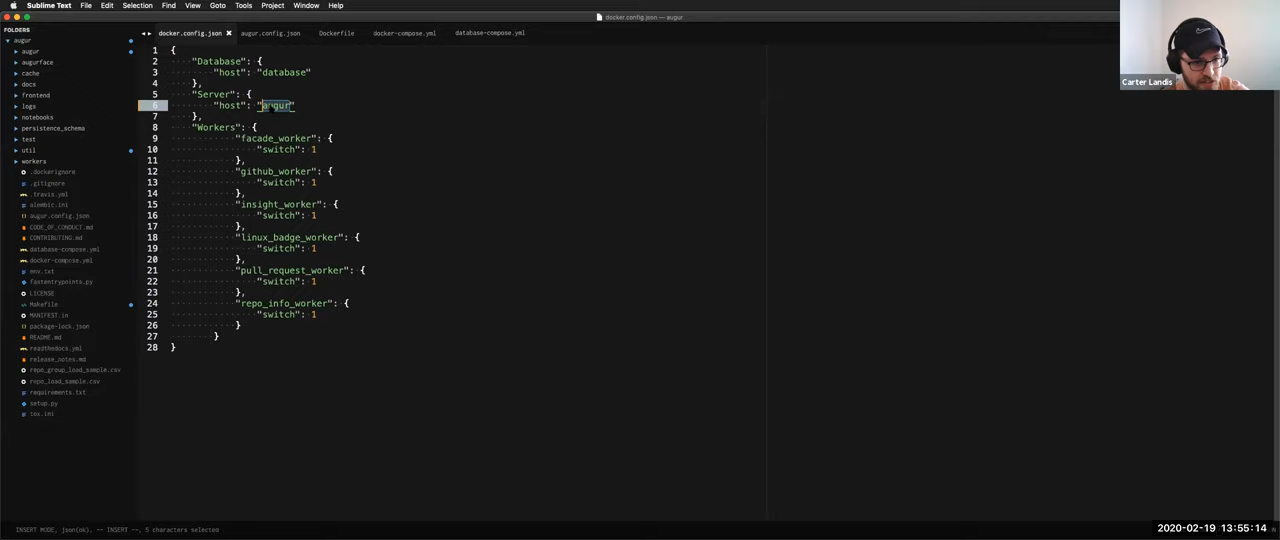 Sublime Text File Edit Selection Find View Goto Tools Project Window Help
docker.config.json — augur
FOLDERS
augur
augur
augurface
cache
docs
frontend
logs
notebooks
persistence_schema
test
util
workers
.dockerignore
.gitignore
.travis.yml
alembic.ini
augur.config.json
CODE_OF_CONDUCT.md
CONTRIBUTING.md
database-compose.yml
docker-compose.yml
env.txt
fastentrypoints.py
LICENSE
Makefile
MANIFEST.in
package-lock.json
README.md
readthedocs.yml
release_notes.md
repo_group_load_sample.csv
repo_load_sample.csv
requirements.txt
setup.py
tox.ini
docker.config.json augur.config.json Dockerfile docker-compose.yml database-compose.yml
1 {
2 "Database": {
3 "host": "database"
4 },
5 "Server": {
6 "host": "augur"
7 },
8 "Workers": {
9 "facade_worker": {
10 "switch": 1
11 },
12 "github_worker": {
13 "switch": 1
14 },
15 "insight_worker": {
16 "switch": 1
17 },
18 "linux_badge_worker": {
19 "switch": 1
20 },
21 "pull_request_worker": {
22 "switch": 1
23 },
24 "repo_info_worker": {
25 "switch": 1
26 }
27 }
28 }
Carter Landis
INSERT MODE, json(ok), -- INSERT --, 5 characters selected
2020-02-19 13:55:14